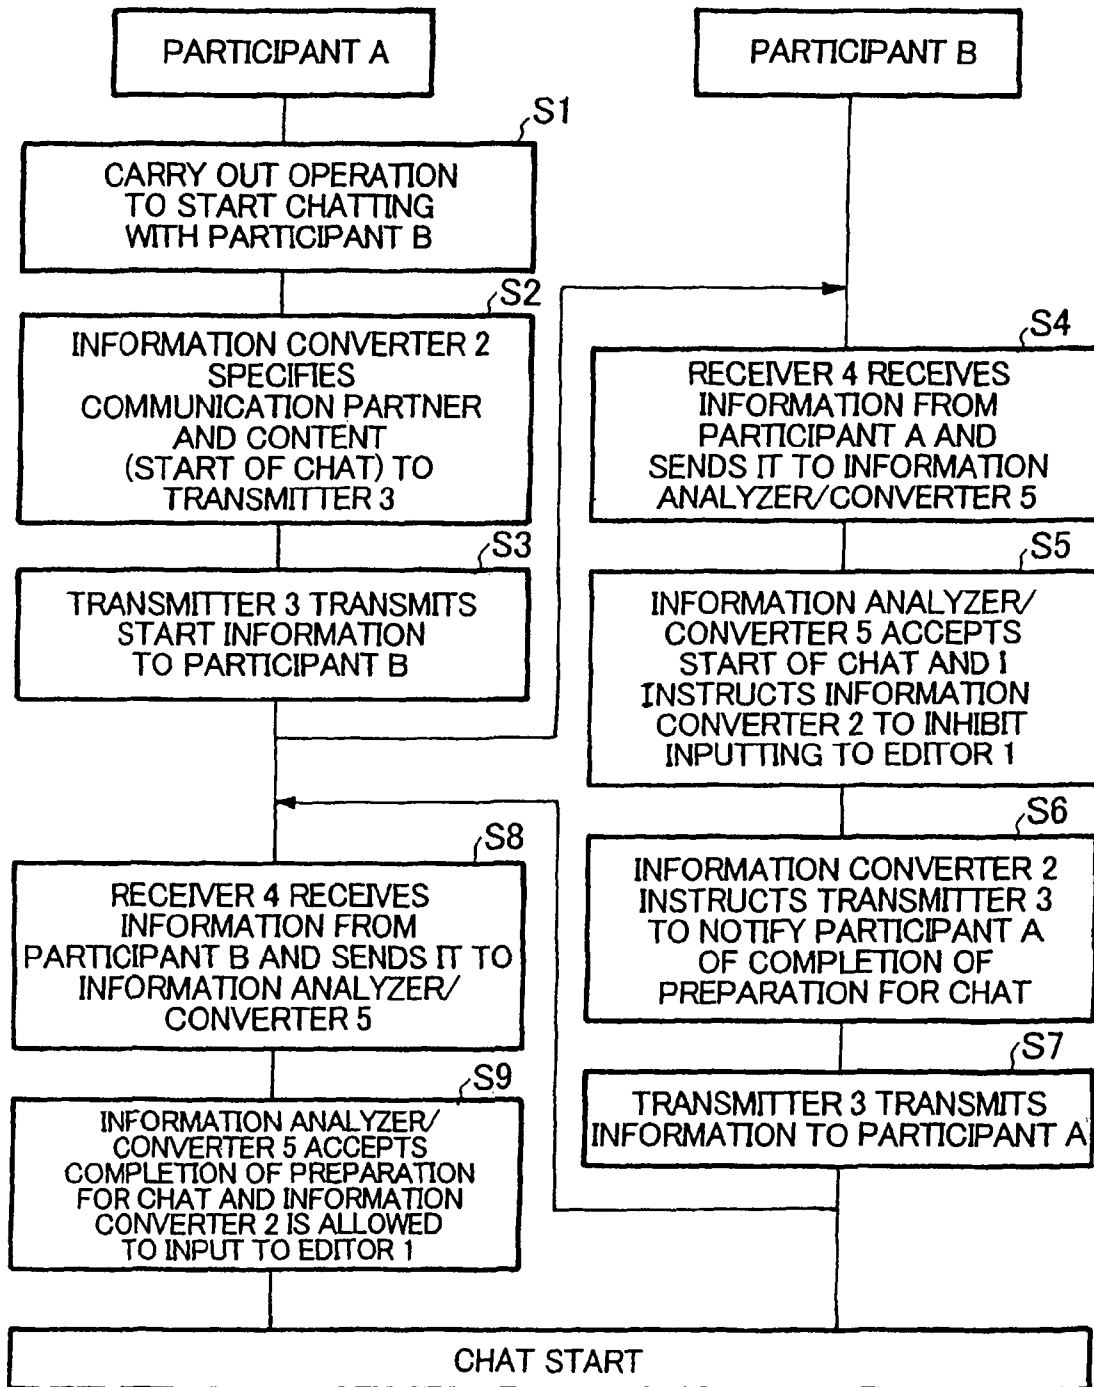 PARTICIPANT A
PARTICIPANT B
S1
CARRY OUT OPERATION
TO START CHATTING
WITH PARTICIPANT B
S2
INFORMATION CONVERTER 2
SPECIFIES
COMMUNICATION PARTNER
AND CONTENT
(START OF CHAT) TO
TRANSMITTER 3
S3
TRANSMITTER 3 TRANSMITS
START INFORMATION
TO PARTICIPANT B
S4
RECEIVER 4 RECEIVES
INFORMATION FROM
PARTICIPANT A AND
SENDS IT TO INFORMATION
ANALYZER/CONVERTER 5
S5
INFORMATION ANALYZER/
CONVERTER 5 ACCEPTS
START OF CHAT AND I
INSTRUCTS INFORMATION
CONVERTER 2 TO INHIBIT
INPUTTING TO EDITOR 1
S6
INFORMATION CONVERTER 2
INSTRUCTS TRANSMITTER 3
TO NOTIFY PARTICIPANT A
OF COMPLETION OF
PREPARATION FOR CHAT
S7
TRANSMITTER 3 TRANSMITS
INFORMATION TO PARTICIPANT A
S8
RECEIVER 4 RECEIVES
INFORMATION FROM
PARTICIPANT B AND SENDS IT TO
INFORMATION ANALYZER/
CONVERTER 5
S9
INFORMATION ANALYZER/
CONVERTER 5 ACCEPTS
COMPLETION OF PREPARATION
FOR CHAT AND INFORMATION
CONVERTER 2 IS ALLOWED
TO INPUT TO EDITOR 1
CHAT START